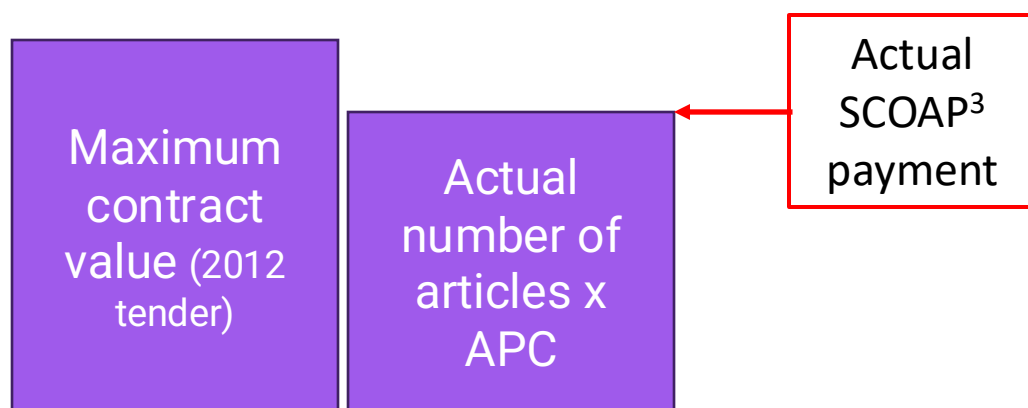 Maximum
contract
value (2012
tender)
Actual
number of
articles x
APC
Actual
SCOAP³
payment